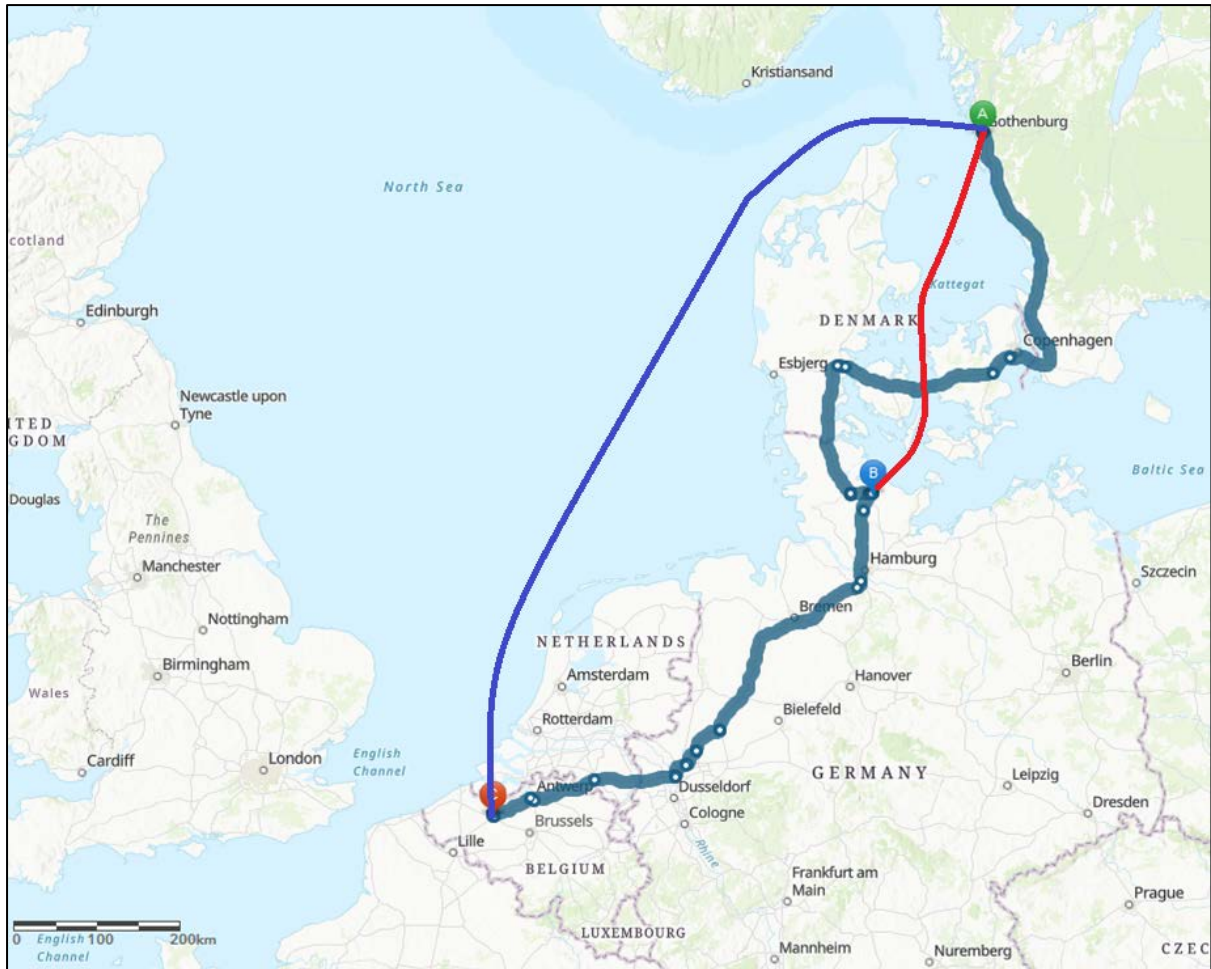 Kristiansand
A
Gothenburg
North Sea
cotland
Edinburgh
Kattegat
DENMARK
Copenhagen
Esbjerg
Newcastle upon
Tyne
ITED
GDOM
B
Baltic Sea
Douglas
The
Pennines
Hamburg
Manchester
Szczecin
Bremen
Nottingham
NETHERLANDS
Birmingham
Berlin
Wales
Amsterdam
Hanover
Bielefeld
Rotterdam
Cardiff
London
English
Channel
GERMANY
Leipzig
C
Antwerp
Dusseldorf
Dresden
Brussels
Cologne
Lille
Rhine
BELGIUM
Frankfurt am
Main
Prague
0 100 200km
English
Channel
LUXEMBOURG
Mannheim
Nuremberg
CZEC